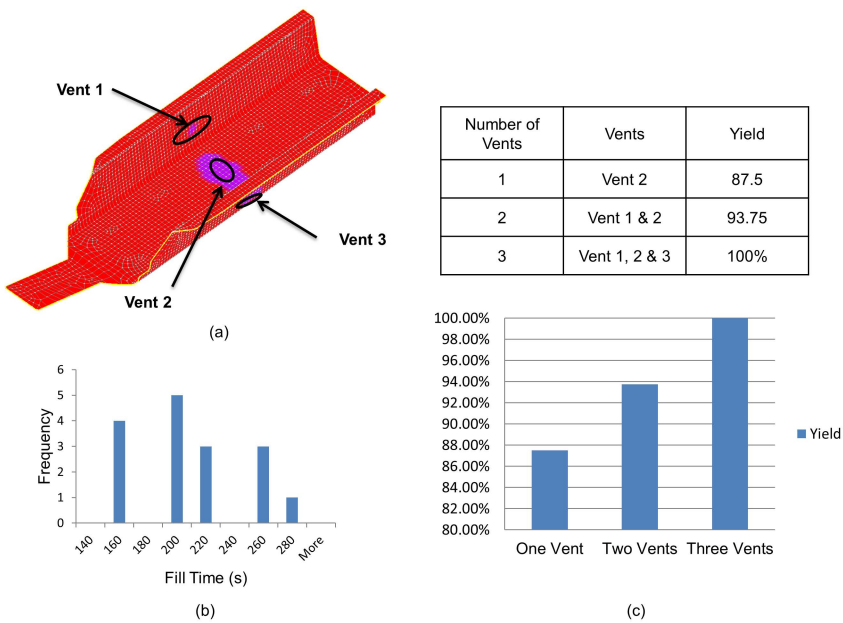 Vent 1
Vent 3
Vent 2
(a)
Number of
Vents
Vents
Yield
1
Vent 2
87.5
2
Vent 1 & 2
93.75
3
Vent 1, 2 & 3
100%
6
5
4
3
2
1
0
Frequency
140
160
180
200
220
240
260
280
More
Fill Time (s)
(b)
100.00%
98.00%
96.00%
94.00%
92.00%
90.00%
88.00%
86.00%
84.00%
82.00%
80.00%
One Vent
Two Vents
Three Vents
Yield
(c)